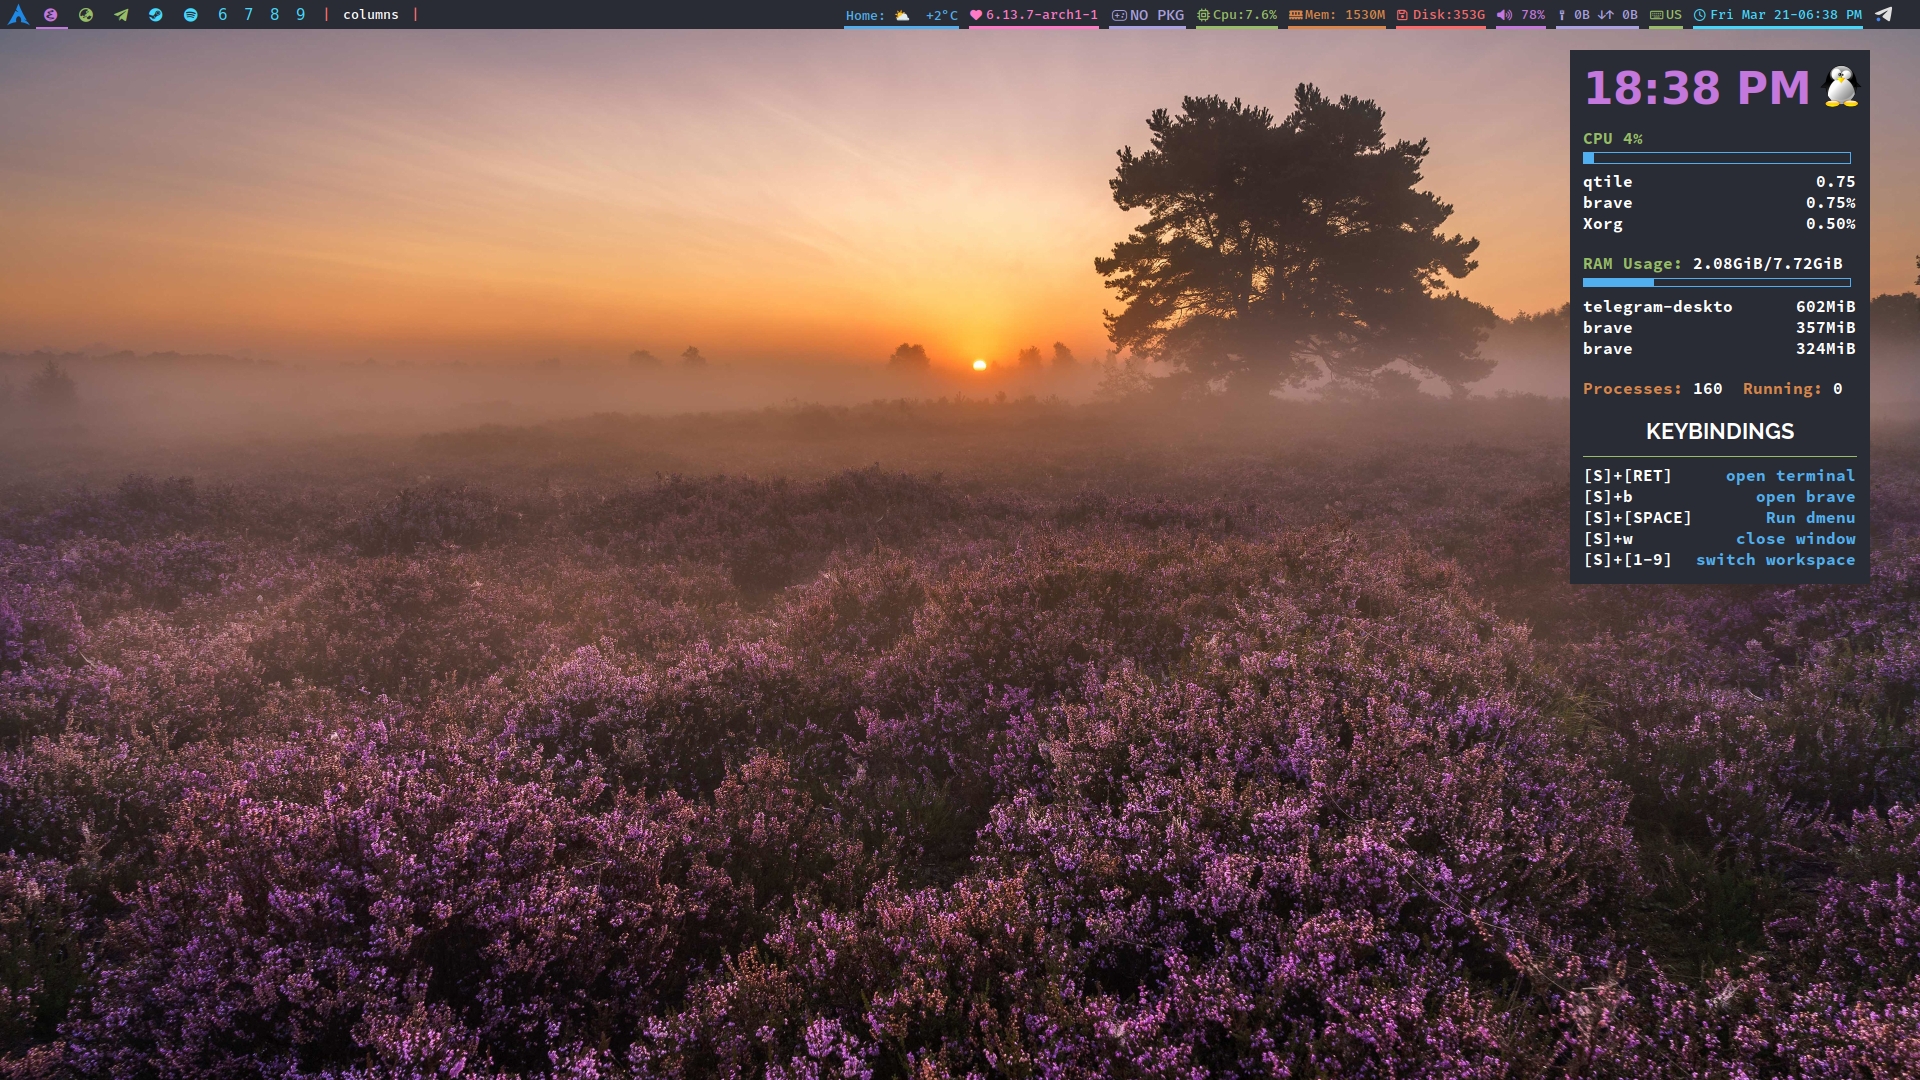 6 7 8 9 | columns | Home: +2°C 6.13.7-arch1-1 NO PKG Cpu:7.6% Mem: 1530M Disk:353G 78% 0B ↓↑ 0B US Fri Mar 21-06:38 PM
18:38 PM
CPU 4%
qtile 0.75
brave 0.75%
Xorg 0.50%
RAM Usage: 2.08GiB/7.72GiB
telegram-deskto 602MiB
brave 357MiB
brave 324MiB
Processes: 160 Running: 0
KEYBINDINGS
[S]+[RET] open terminal
[S]+b open brave
[S]+[SPACE] Run dmenu
[S]+w close window
[S]+[1-9] switch workspace